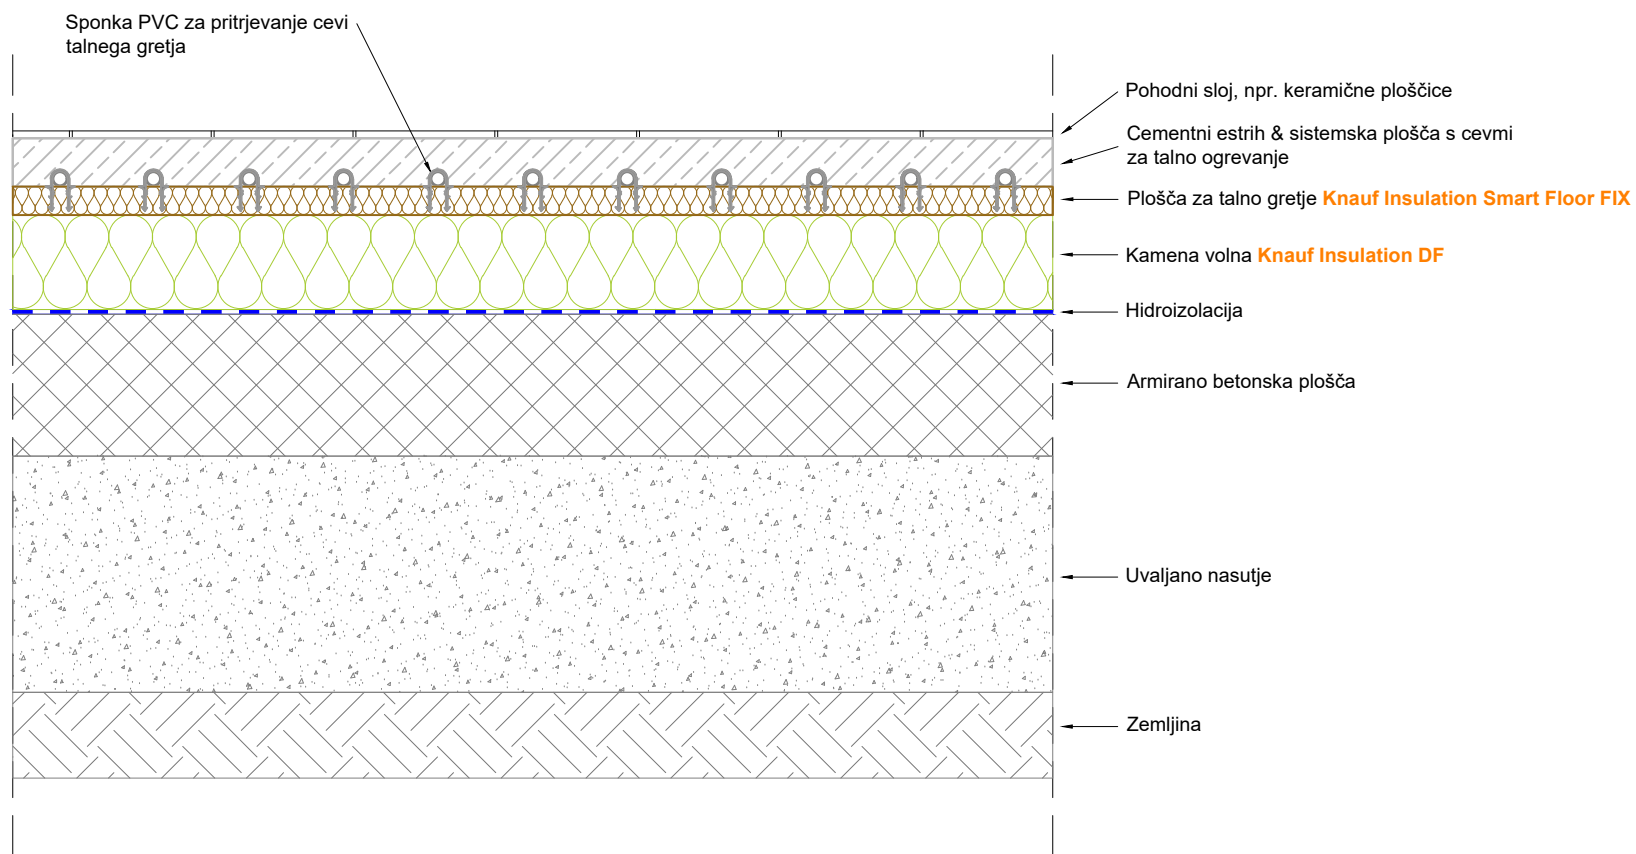 Sponka PVC za pritrjevanje cevi
talnega gretja
Pohodni sloj, npr. keramične ploščice
Cementni estrih & sistemska plošča s cevmi
za talno ogrevanje
Plošča za talno gretje Knauf Insulation Smart Floor FIX
Kamena volna Knauf Insulation DF
Hidroizolacija
Armirano betonska plošča
Uvaljano nasutje
Zemljina